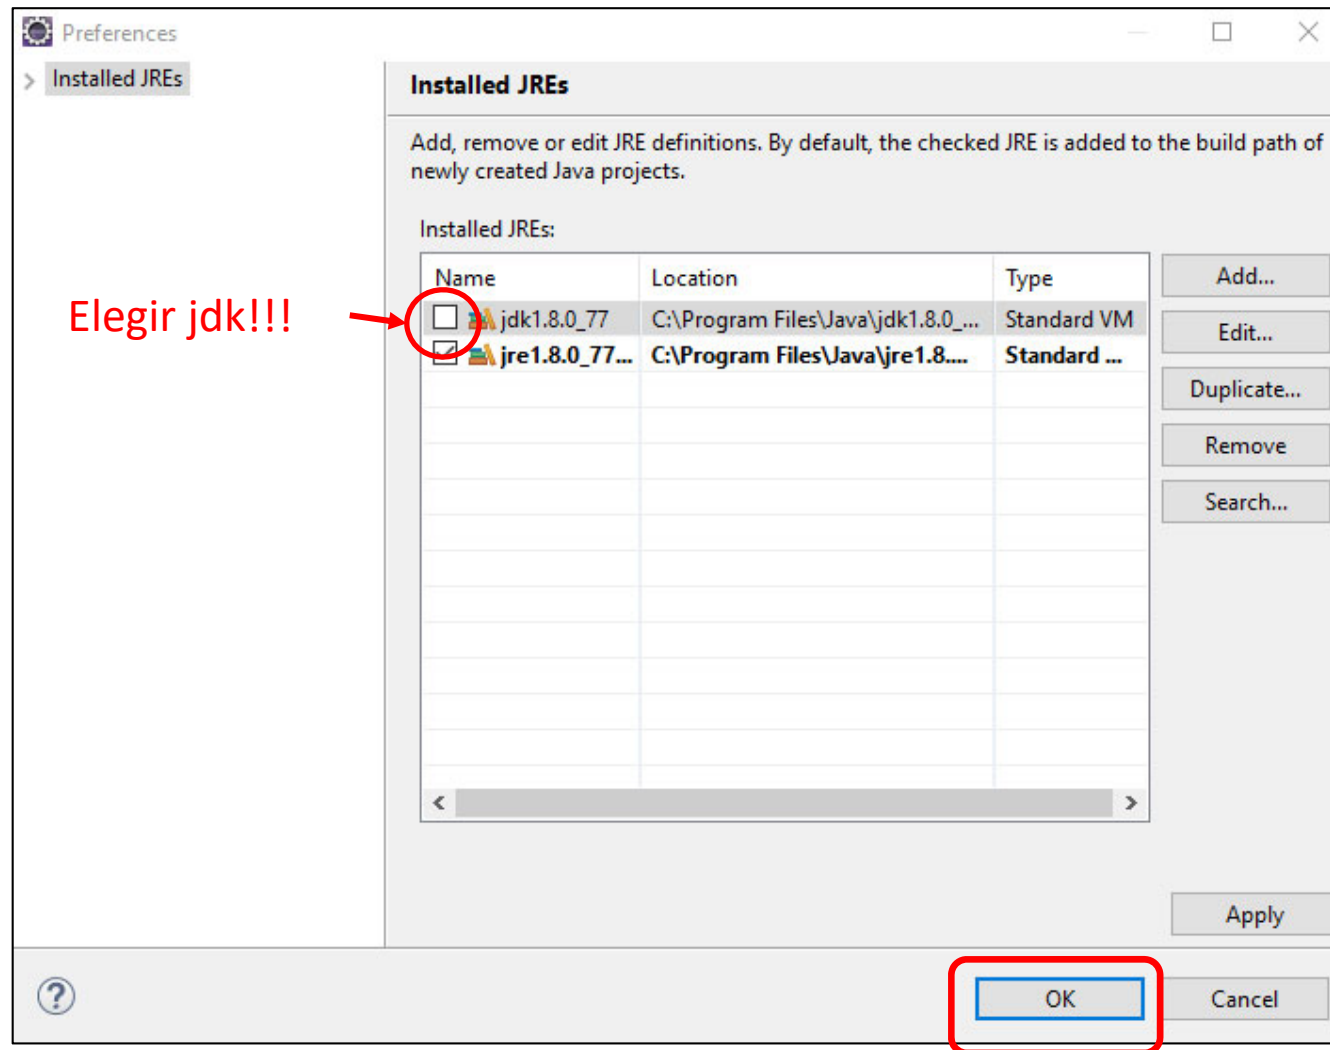 Preferences
Installed JREs
Installed JREs
Add, remove or edit JRE definitions. By default, the checked JRE is added to the build path of
newly created Java projects.
Installed JREs:
Name Location Type
Add...
Elegir jdk!!!
jdk1.8.0_77 C:\Program Files\Java\jdk1.8.0_... Standard VM
Edit...
jre1.8.0_77... C:\Program Files\Java\jre1.8.... Standard ...
Duplicate...
Remove
Search...
Apply
OK
Cancel